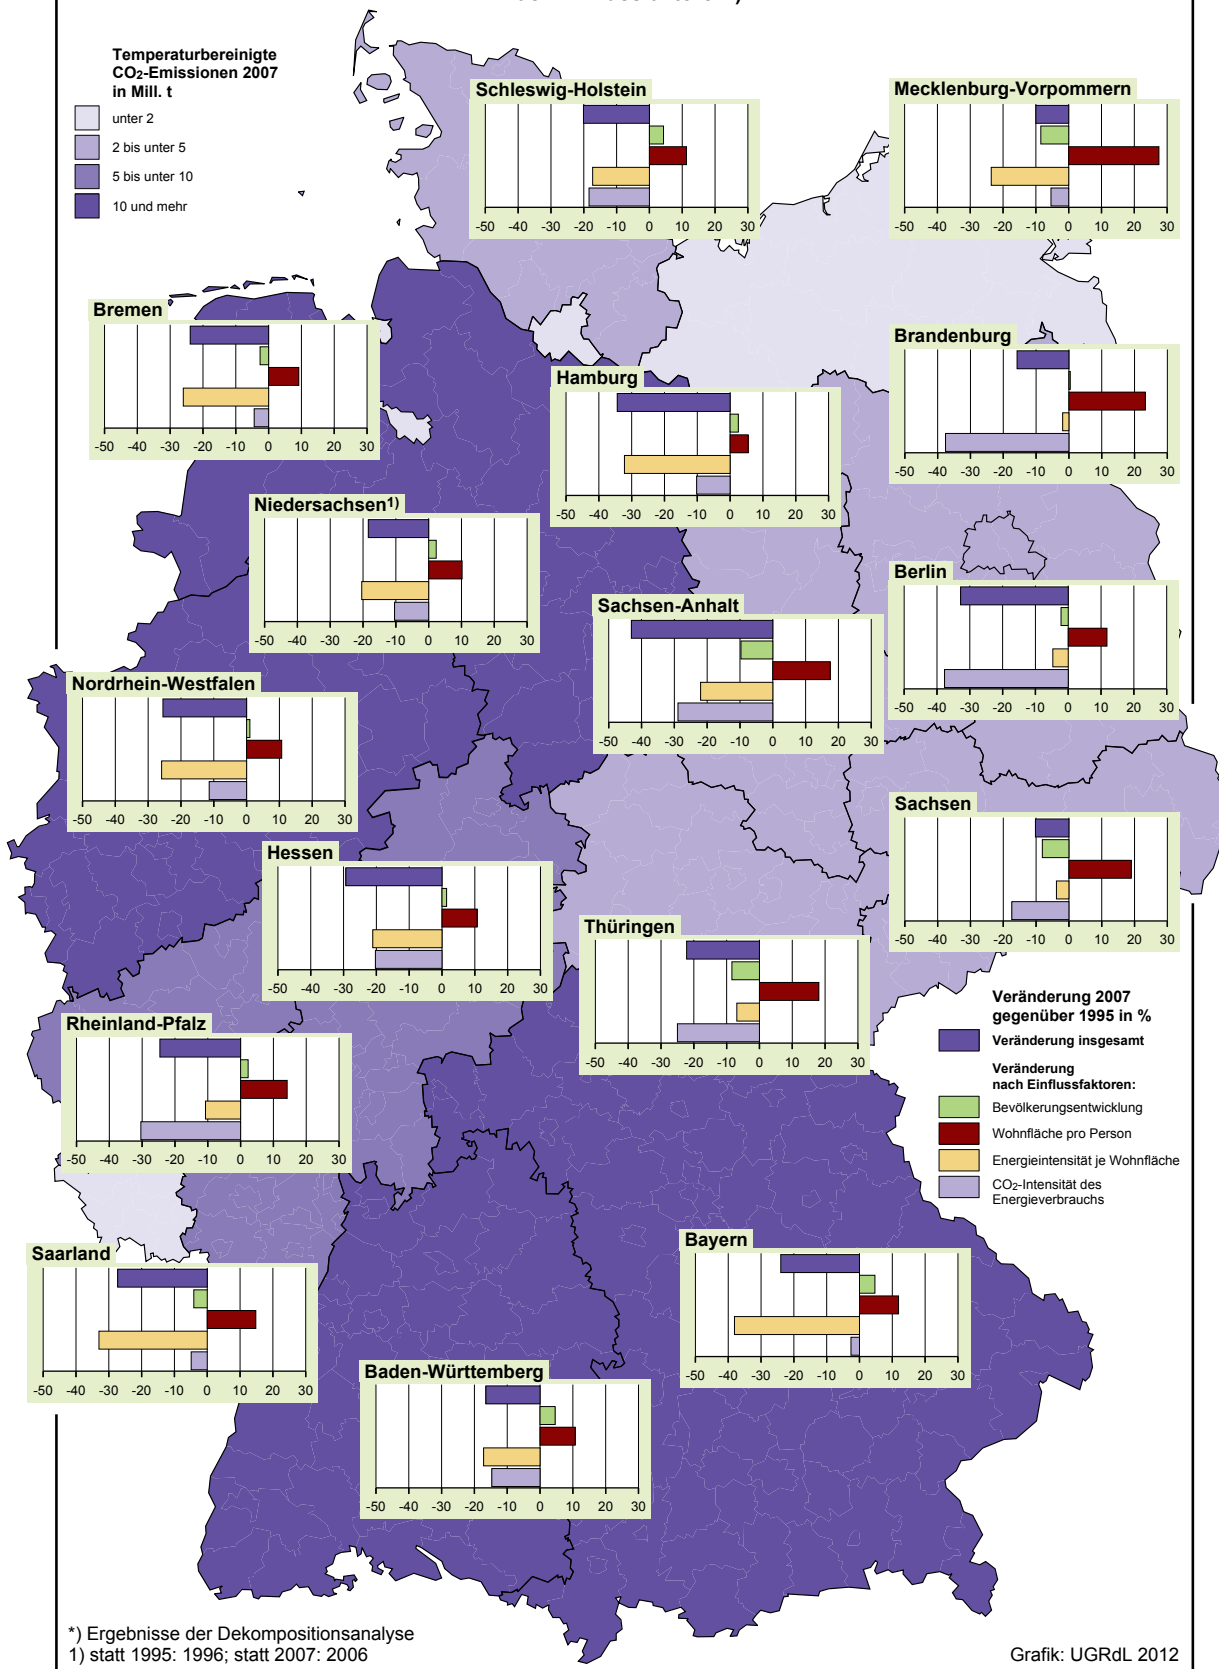 Temperaturbereinigte
CO2-Emissionen 2007
in Mill. t
unter 2
2 bis unter 5
5 bis unter 10
10 und mehr
Schleswig-Holstein
-50 -40 -30 -20 -10 0 10 20 30
Mecklenburg-Vorpommern
-50 -40 -30 -20 -10 0 10 20 30
Bremen
-50 -40 -30 -20 -10 0 10 20 30
Hamburg
-50 -40 -30 -20 -10 0 10 20 30
Brandenburg
-50 -40 -30 -20 -10 0 10 20 30
Niedersachsen1)
-50 -40 -30 -20 -10 0 10 20 30
Sachsen-Anhalt
-50 -40 -30 -20 -10 0 10 20 30
Berlin
-50 -40 -30 -20 -10 0 10 20 30
Nordrhein-Westfalen
-50 -40 -30 -20 -10 0 10 20 30
Hessen
-50 -40 -30 -20 -10 0 10 20 30
Sachsen
-50 -40 -30 -20 -10 0 10 20 30
Thüringen
-50 -40 -30 -20 -10 0 10 20 30
Rheinland-Pfalz
-50 -40 -30 -20 -10 0 10 20 30
Veränderung 2007
gegenüber 1995 in %
Veränderung insgesamt
Veränderung
nach Einflussfaktoren:
Bevölkerungsentwicklung
Wohnfläche pro Person
Energieintensität je Wohnfläche
CO2-Intensität des
Energieverbrauchs
Saarland
-50 -40 -30 -20 -10 0 10 20 30
Bayern
-50 -40 -30 -20 -10 0 10 20 30
Baden-Württemberg
-50 -40 -30 -20 -10 0 10 20 30
*) Ergebnisse der Dekompositionsanalyse
1) statt 1995: 1996; statt 2007: 2006
Grafik: UGRdL 2012